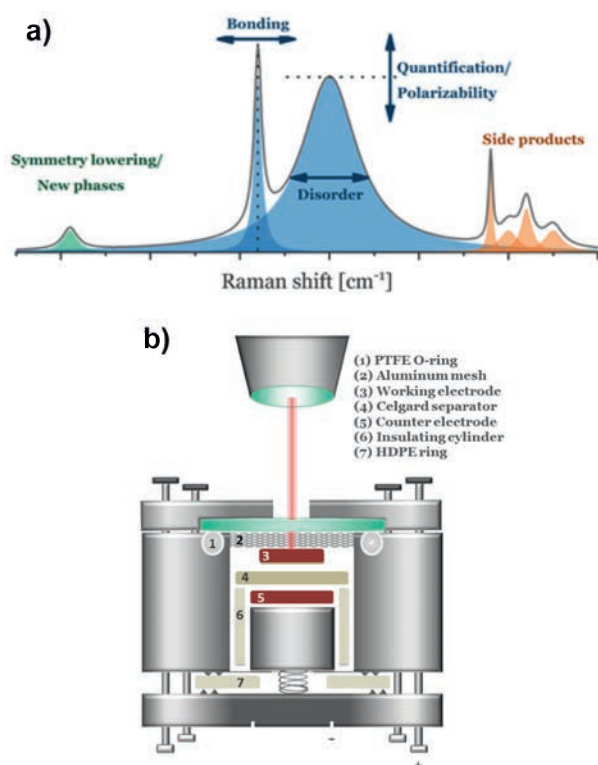 a)
Bonding
Quantification/
Polarizability
Symmetry lowering/
New phases
Disorder
Side products
Raman shift [cm⁻¹]
b)
(1) PTFE O-ring
(2) Aluminum mesh
(3) Working electrode
(4) Celgard separator
(5) Counter electrode
(6) Insulating cylinder
(7) HDPE ring
1
2
3
4
5
6
7
-
+